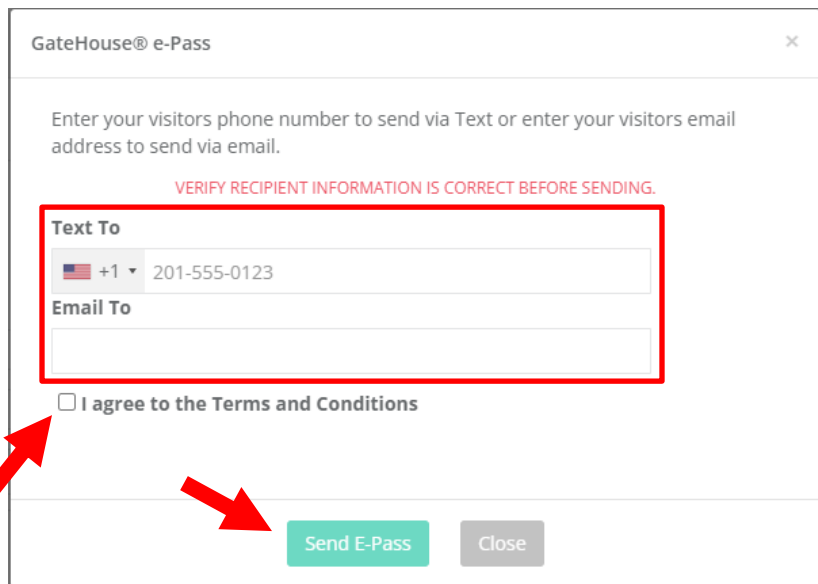 GateHouse® e-Pass ×
Enter your visitors phone number to send via Text or enter your visitors email
address to send via email.
VERIFY RECIPIENT INFORMATION IS CORRECT BEFORE SENDING.
Text To
+1 201-555-0123
Email To
I agree to the Terms and Conditions
Send E-Pass Close